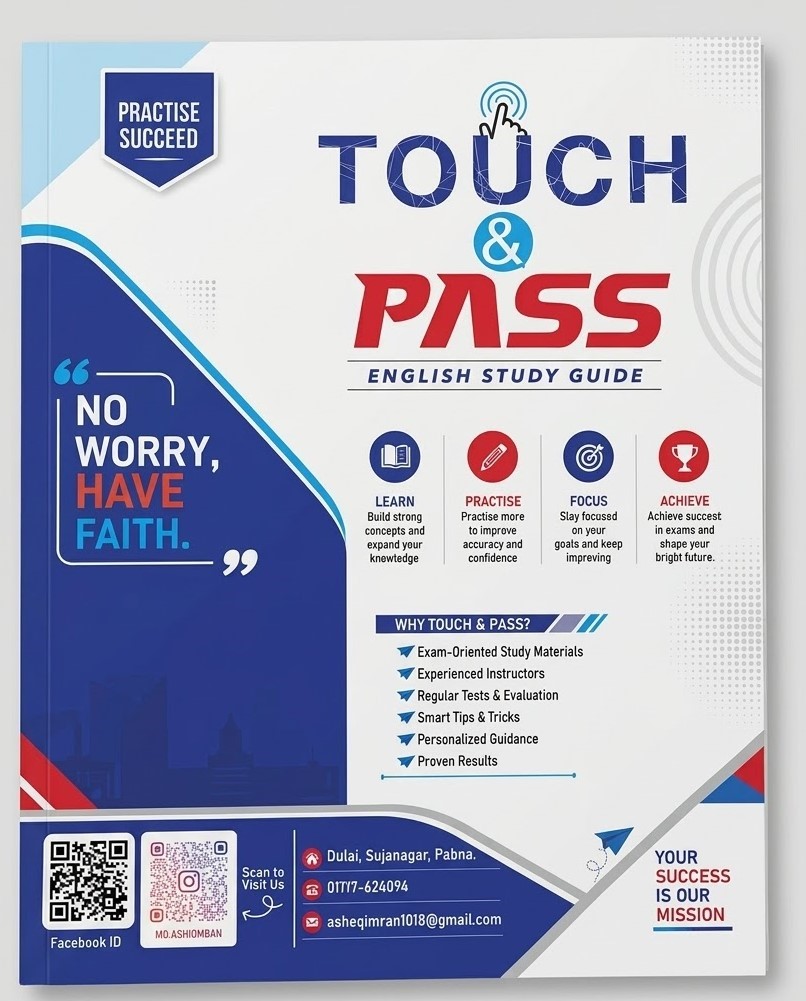 PRACTISE
SUCCEED
TOUCH
&
PASS
ENGLISH STUDY GUIDE
“
NO
WORRY,
HAVE
FAITH.
”
LEARN
Build strong
concepts and
expand your
knewtedge
PRACTISE
Practise more
to improve
accuracy and
confidence
FOCUS
Slay focused
on your
goats and keep
impreving
ACHIEVE
Achieve succest
in exams and
shape your
bright future.
WHY TOUCH & PASS?
Exam-Oriented Study Materials
Experienced Instructors
Regular Tests & Evaluation
Smart Tips & Tricks
Personalized Guidance
Proven Results
Facebook ID
MO.ASHIOMBAN
Scan to
Visit Us
Dulai, Sujanagar, Pabna.
asheqimran1018@gmail.com
YOUR
SUCCESS
IS OUR
MISSION